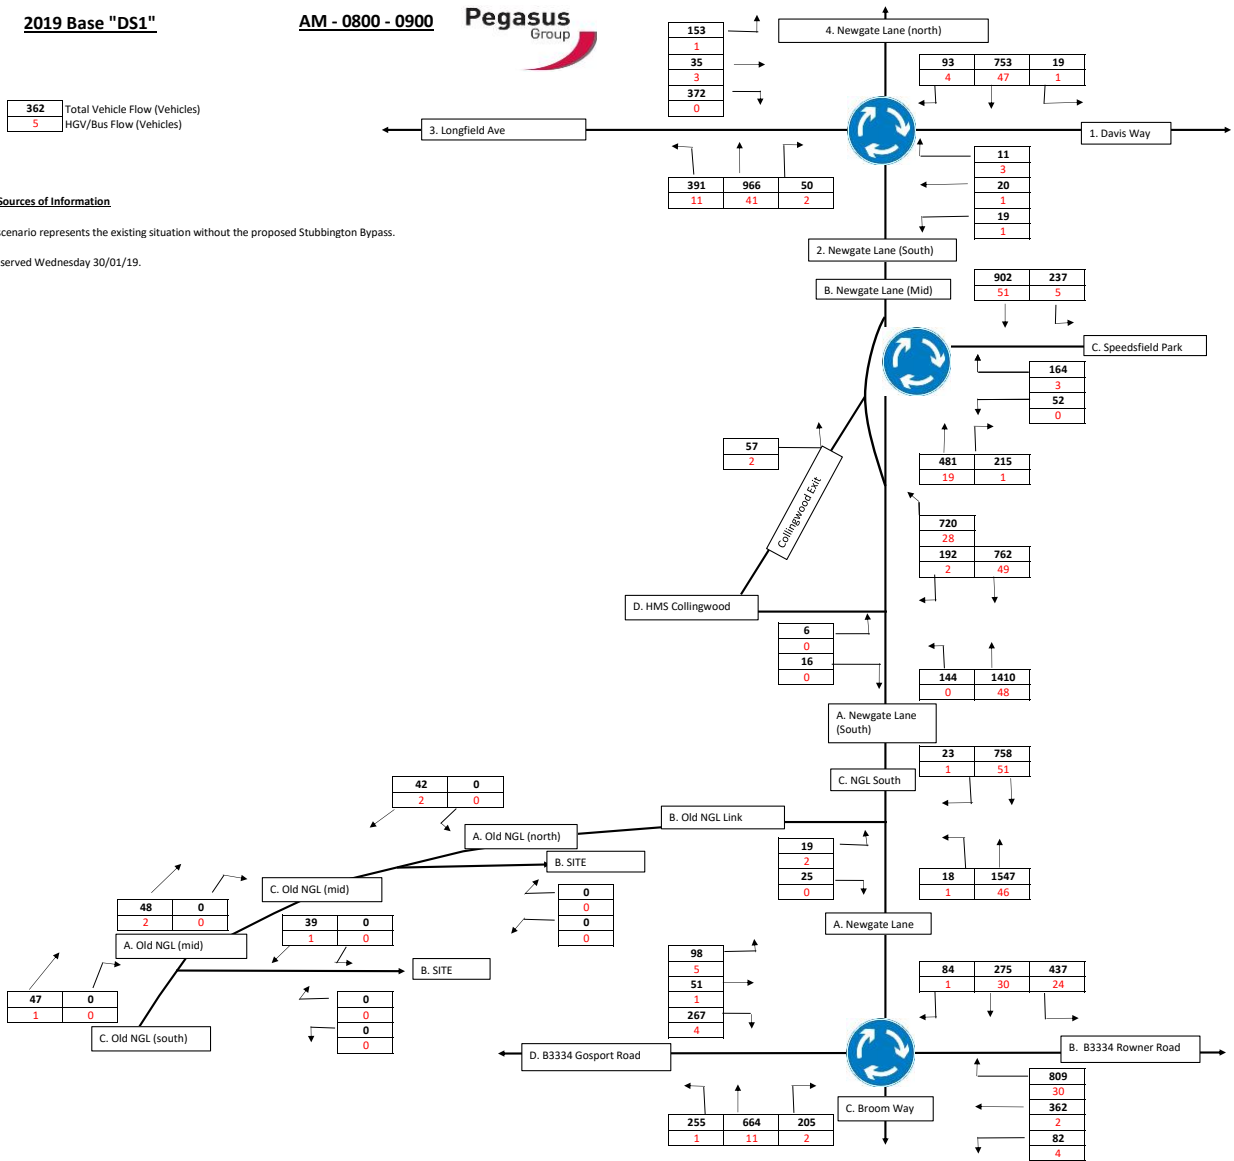 2019 Base "DS1"
AM - 0800 - 0900
Pegasus
Group
362 Total Vehicle Flow (Vehicles)
5 HGV/Bus Flow (Vehicles)
Sources of Information
scenario represents the existing situation without the proposed Stubbington Bypass.
served Wednesday 30/01/19.
153
1
35
3
372
0
4. Newgate Lane (north)
93 753 19
4 47 1
3. Longfield Ave
1. Davis Way
391 966 50
11 41 2
11
3
20
1
19
1
2. Newgate Lane (South)
B. Newgate Lane (Mid)
902 237
51 5
C. Speedsfield Park
164
3
52
0
57
2
481 215
19 1
Collingwood Exit
720
28
192 762
2 49
D. HMS Collingwood
6
0
16
0
144 1410
0 48
A. Newgate Lane
(South)
23 758
1 51
C. NGL South
42 0
2 0
B. Old NGL Link
A. Old NGL (north)
19
2
25
0
B. SITE
18 1547
1 46
C. Old NGL (mid)
0
0
0
0
48 0
2 0
39 0
1 0
A. Newgate Lane
A. Old NGL (mid)
B. SITE
98
5
51
1
267
4
84 275 437
1 30 24
47 0
1 0
0
0
0
0
C. Old NGL (south)
D. B3334 Gosport Road
B. B3334 Rowner Road
809
30
362
2
82
4
C. Broom Way
255 664 205
1 11 2